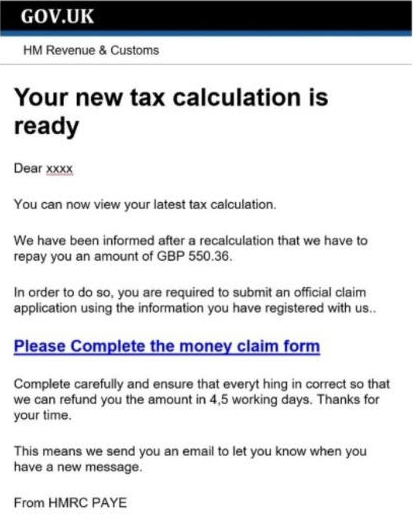 GOV.UK
HM Revenue & Customs
Your new tax calculation is
ready
Dear xxxx
You can now view your latest tax calculation.
We have been informed after a recalculation that we have to
repay you an amount of GBP 550.36.
In order to do so, you are required to submit an official claim
application using the information you have registered with us..
Please Complete the money claim form
Complete carefully and ensure that everyt hing in correct so that
we can refund you the amount in 4,5 working days. Thanks for
your time.
This means we send you an email to let you know when you
have a new message.
From HMRC PAYE